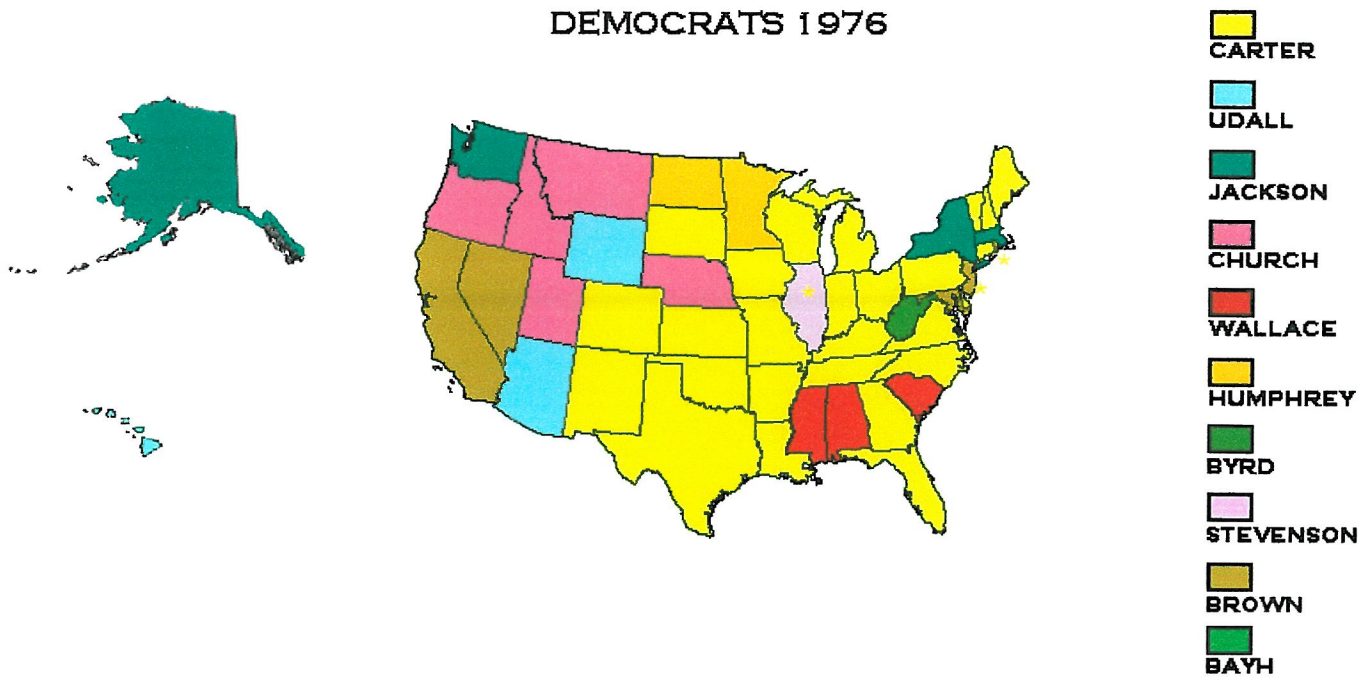 DEMOCRATS 1976
CARTER
UDALL
JACKSON
CHURCH
WALLACE
HUMPHREY
BYRD
STEVENSON
BROWN
BAYH